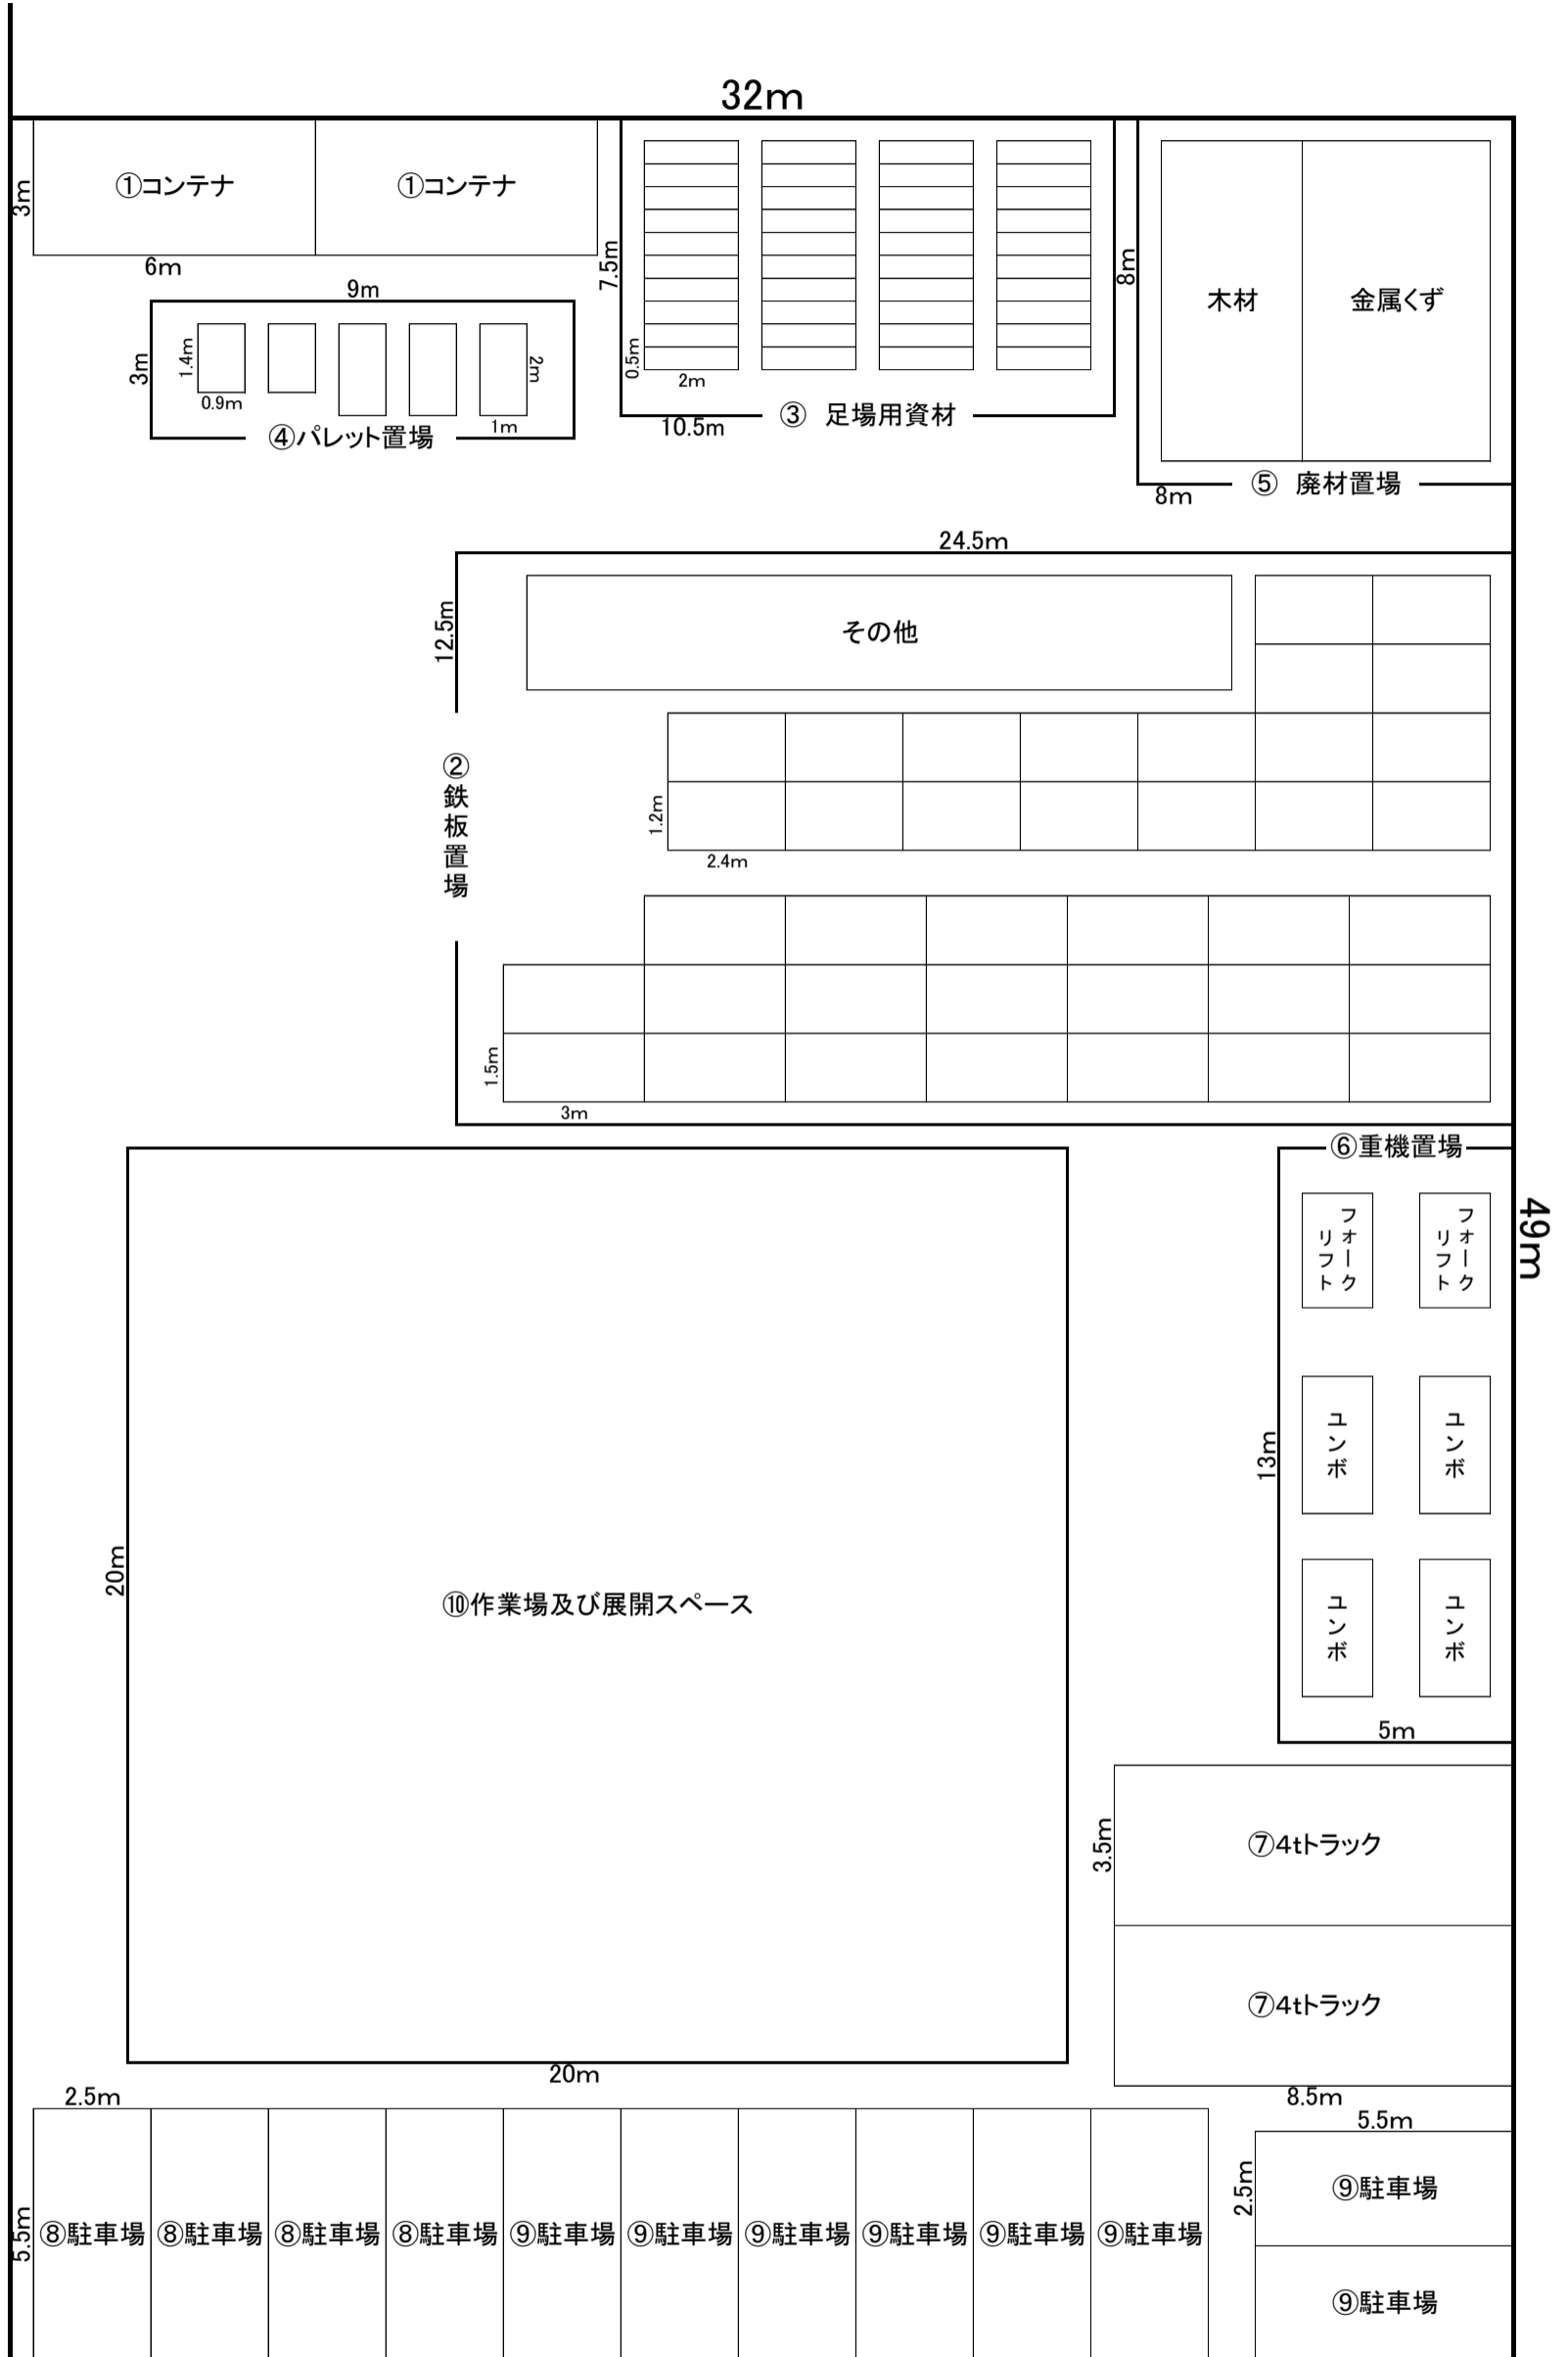 32m
①コンテナ
①コンテナ
3m
6m
7.5m
0.5m
2m
10.5m
③ 足場用資材
8m
木材
金属くず
⑤ 廃材置場
8m
9m
3m
1.4m
0.9m
2m
1m
④パレット置場
24.5m
12.5m
その他
②鉄板置場
1.2m
2.4m
1.5m
3m
⑥重機置場
フォーク
リフト
フォーク
リフト
49m
ユンボ
ユンボ
13m
ユンボ
ユンボ
5m
20m
⑩作業場及び展開スペース
20m
3.5m
⑦4tトラック
⑦4tトラック
8.5m
2.5m
5.5m
⑧駐車場
⑧駐車場
⑧駐車場
⑧駐車場
⑨駐車場
⑨駐車場
⑨駐車場
⑨駐車場
⑨駐車場
⑨駐車場
5.5m
2.5m
⑨駐車場
⑨駐車場